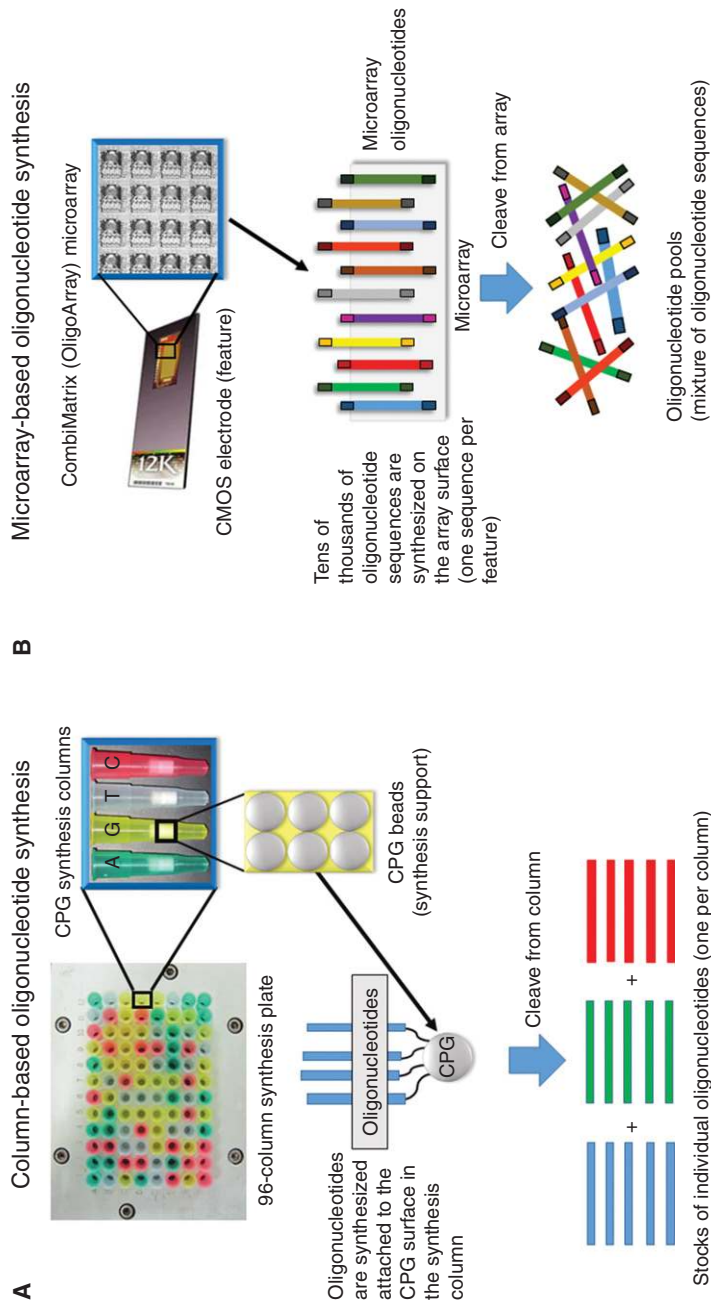 A
Column-based oligonucleotide synthesis
CPG synthesis columns
A G T C
96-column synthesis plate
CPG beads
(synthesis support)
Oligonucleotides
are synthesized
attached to the
CPG surface in
the synthesis
column
Oligonucleotides
CPG
Cleave from column
+ +
Stocks of individual oligonucleotides (one per column)
B
Microarray-based oligonucleotide synthesis
CombiMatrix (OligoArray) microarray
12K
CMOS electrode (feature)
Tens of
thousands of
oligonucleotide
sequences are
synthesized on
the array surface
(one sequence per
feature)
Microarray
oligonucleotides
Microarray
Cleave from array
Oligonucleotide pools
(mixture of oligonucleotide sequences)